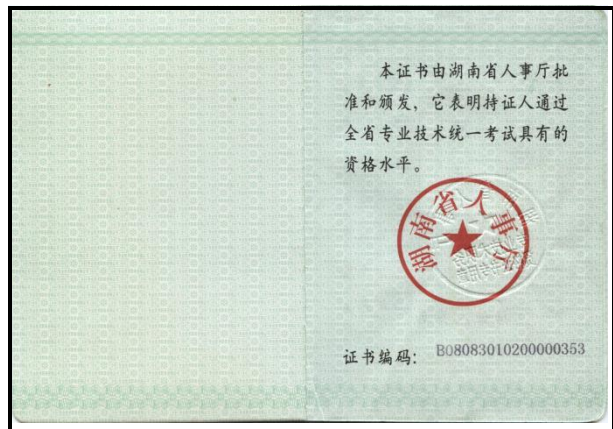 本证书由湖南省人事厅批
准和颁发，它表明持证人通过
全省专业技术统一考试具有的
资格水平。
湖南省人事厅
证书编码：B08083010200000353